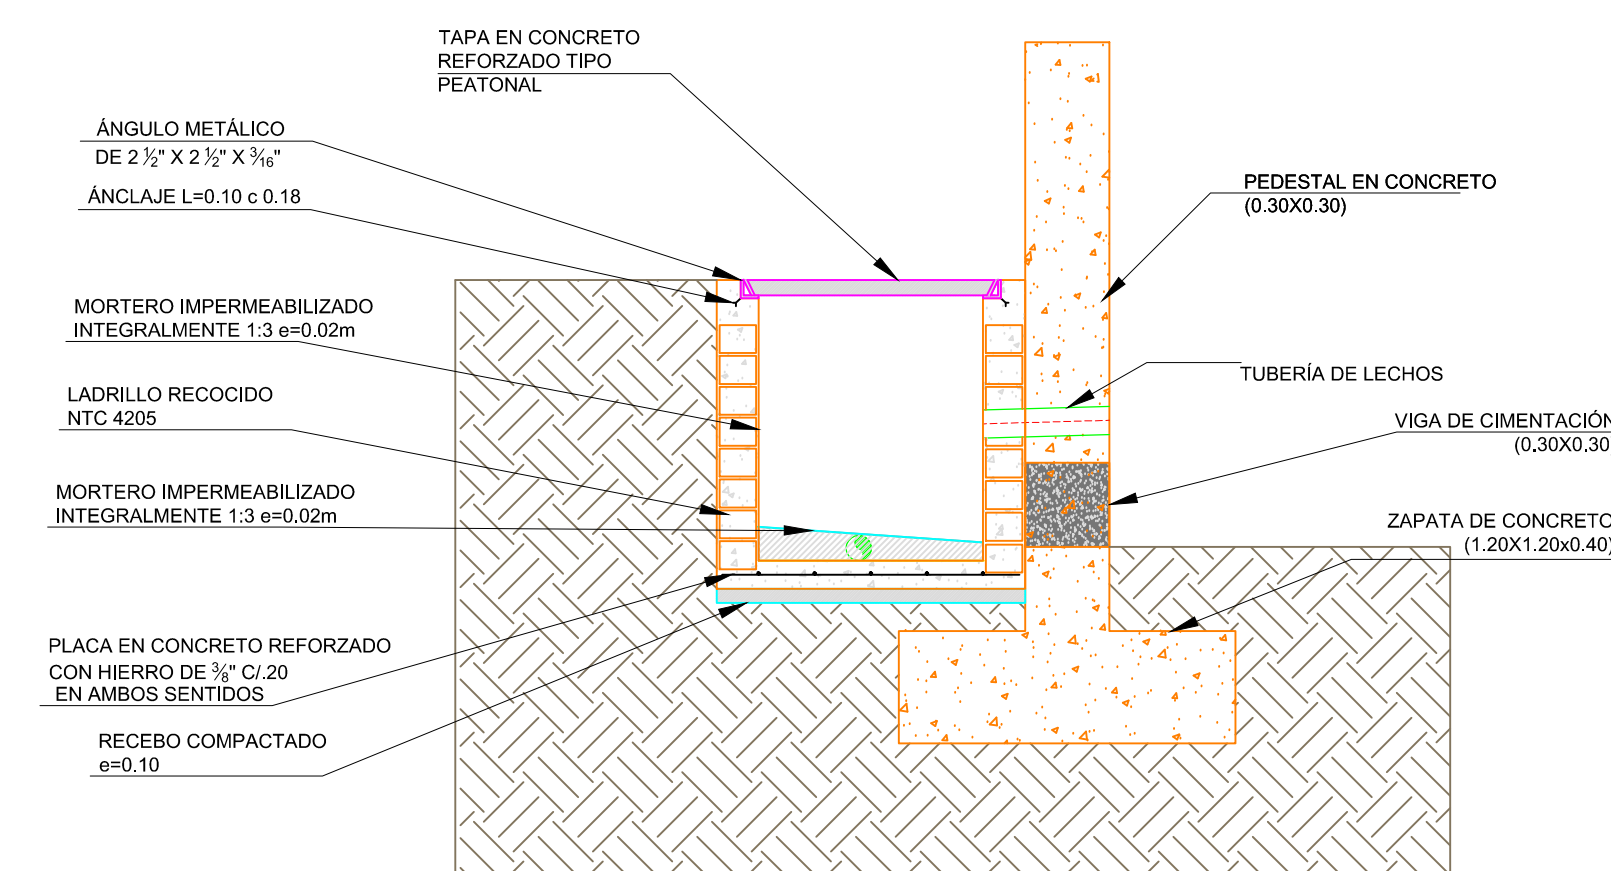 TAPA EN CONCRETO
REFORZADO TIPO
PEATONAL
ÁNGULO METÁLICO
DE 2 ½" X 2 ½" X 3⁄16"
ÁNCLAJE L=0.10 c 0.18
MORTERO IMPERMEABILIZADO
INTEGRALMENTE 1:3 e=0.02m
LADRILLO RECOCIDO
NTC 4205
MORTERO IMPERMEABILIZADO
INTEGRALMENTE 1:3 e=0.02m
PLACA EN CONCRETO REFORZADO
CON HIERRO DE ⅜" C/.20
EN AMBOS SENTIDOS
RECEBO COMPACTADO
e=0.10
PEDESTAL EN CONCRETO
(0.30X0.30)
TUBERÍA DE LECHOS
VIGA DE CIMENTACIÓN
(0.30X0.30)
ZAPATA DE CONCRETO
(1.20X1.20x0.40)